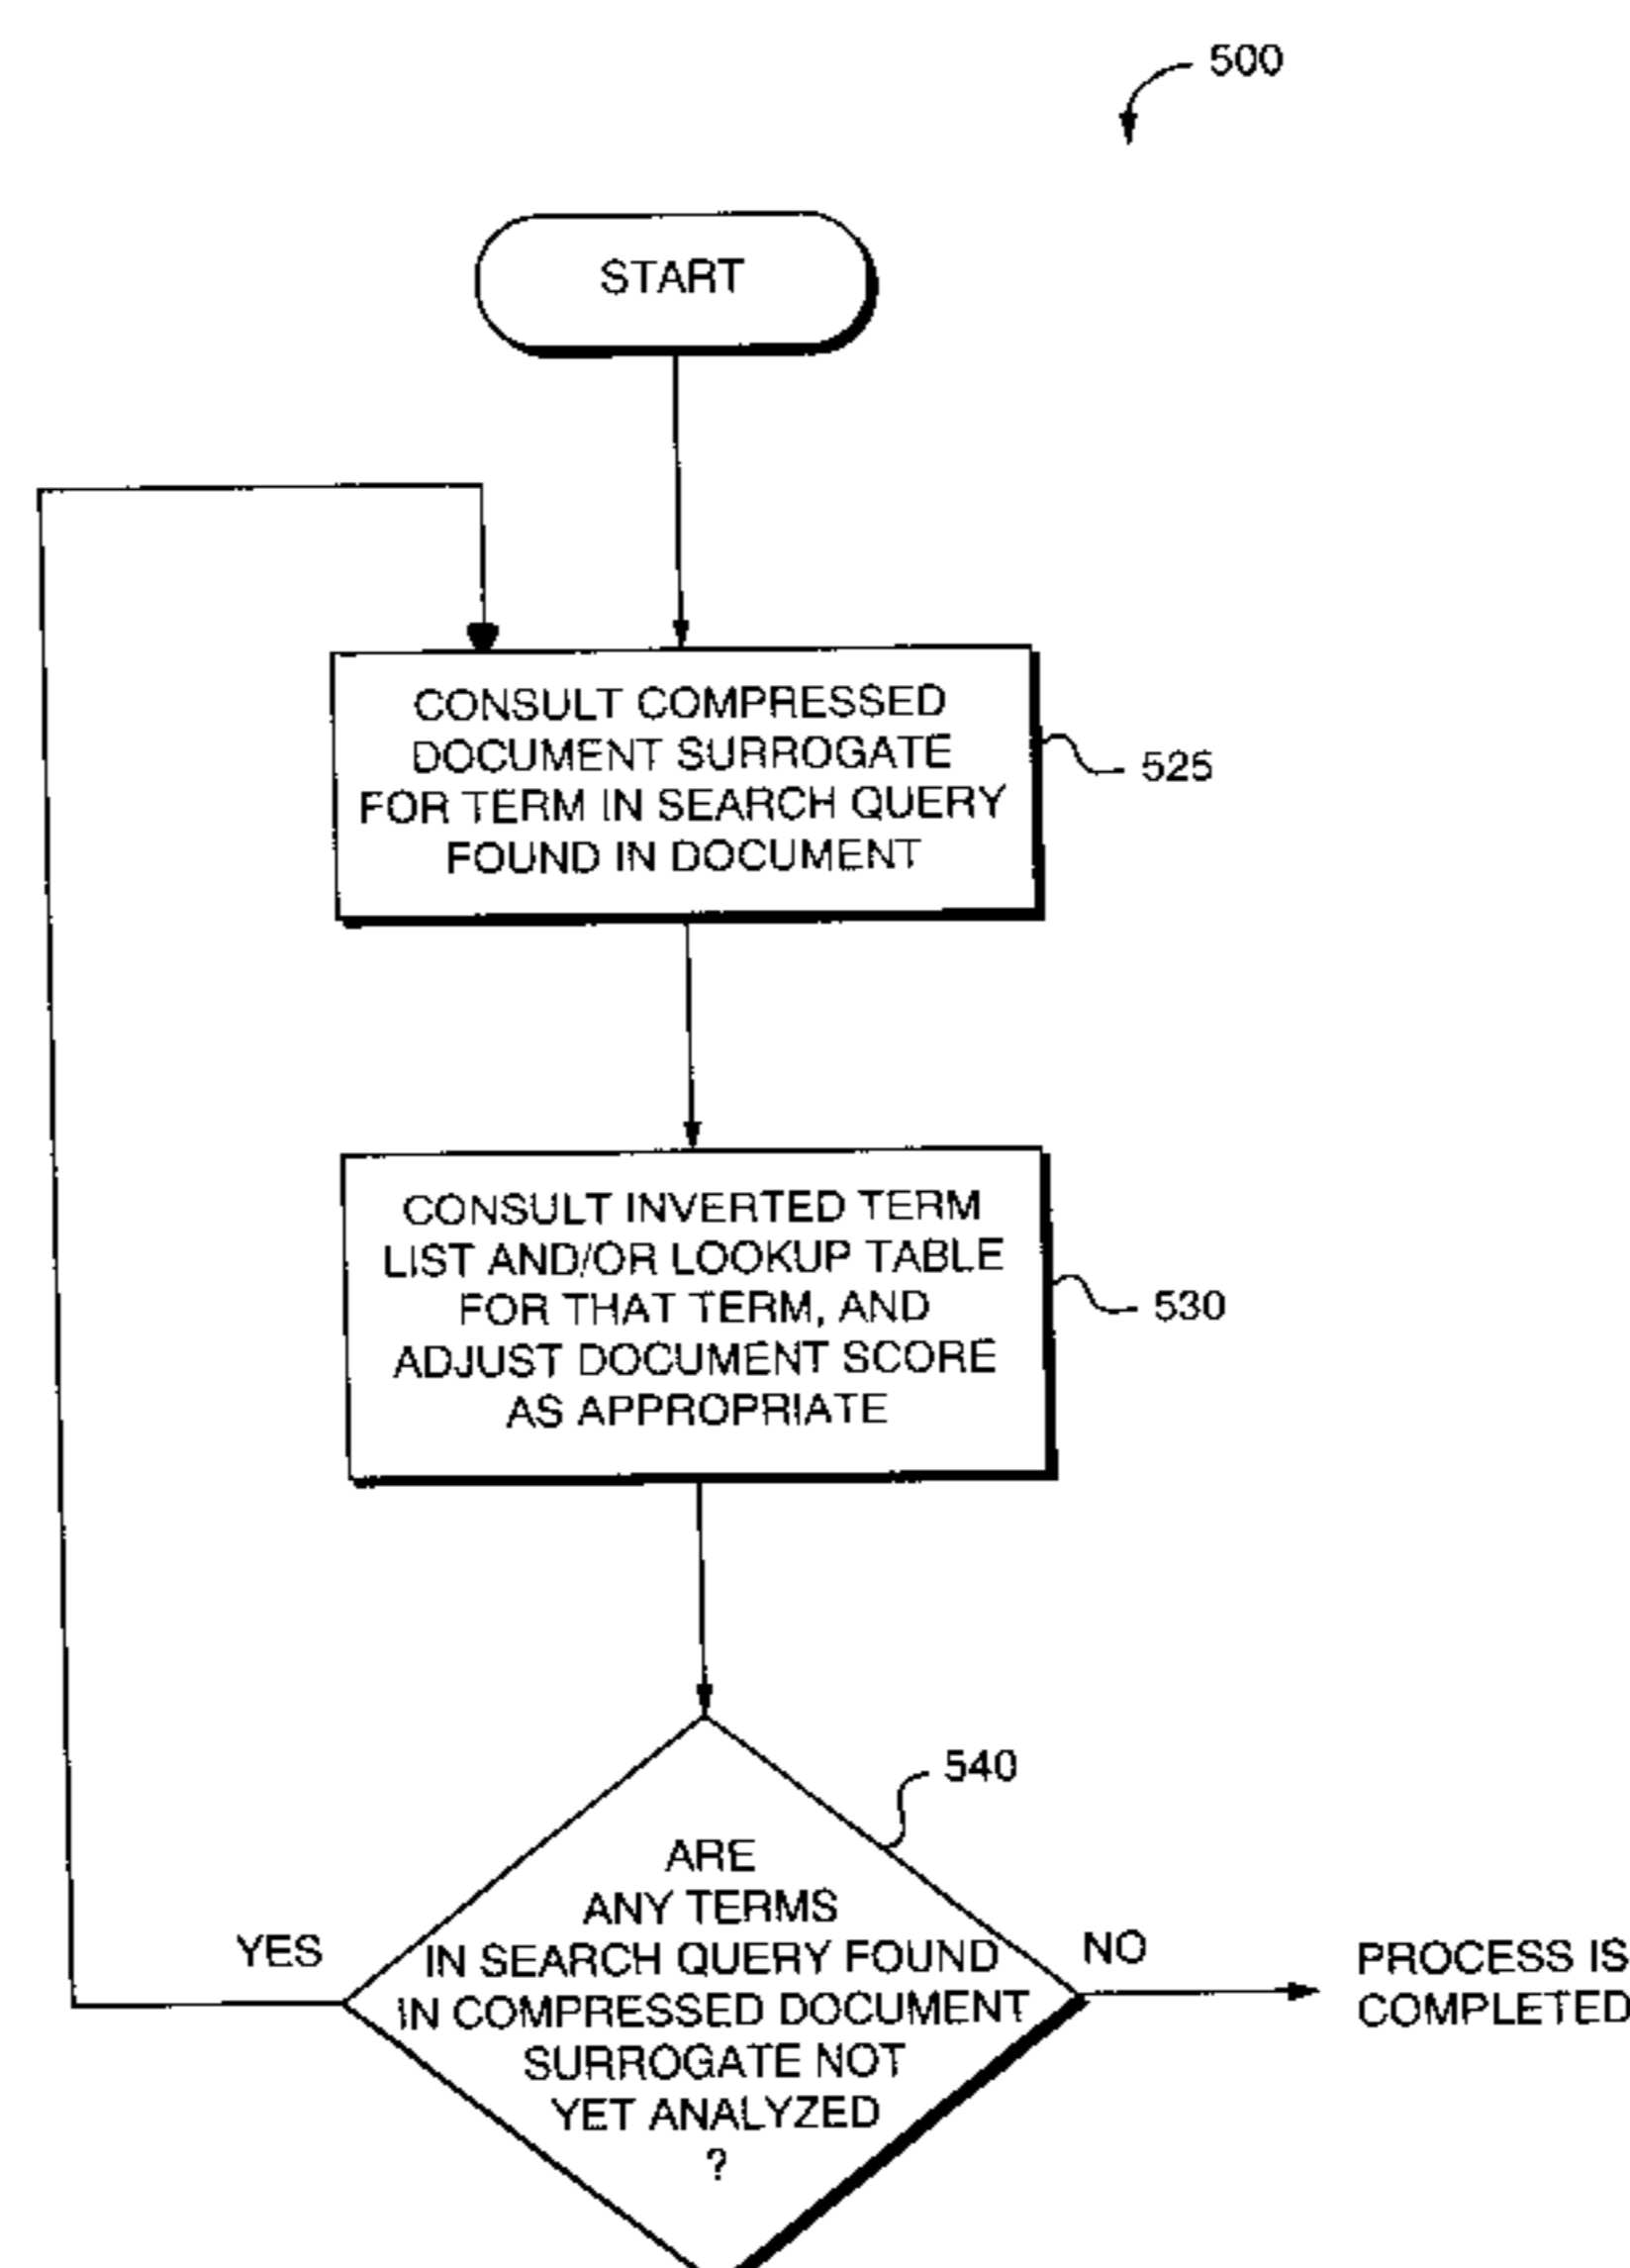 500
START
CONSULT COMPRESSED
DOCUMENT SURROGATE
FOR TERM IN SEARCH QUERY
FOUND IN DOCUMENT
525
CONSULT INVERTED TERM
LIST AND/OR LOOKUP TABLE
FOR THAT TERM, AND
ADJUST DOCUMENT SCORE
AS APPROPRIATE
530
540
ARE
ANY TERMS
IN SEARCH QUERY FOUND
IN COMPRESSED DOCUMENT
SURROGATE NOT
YET ANALYZED
?
YES
NO
PROCESS IS
COMPLETED